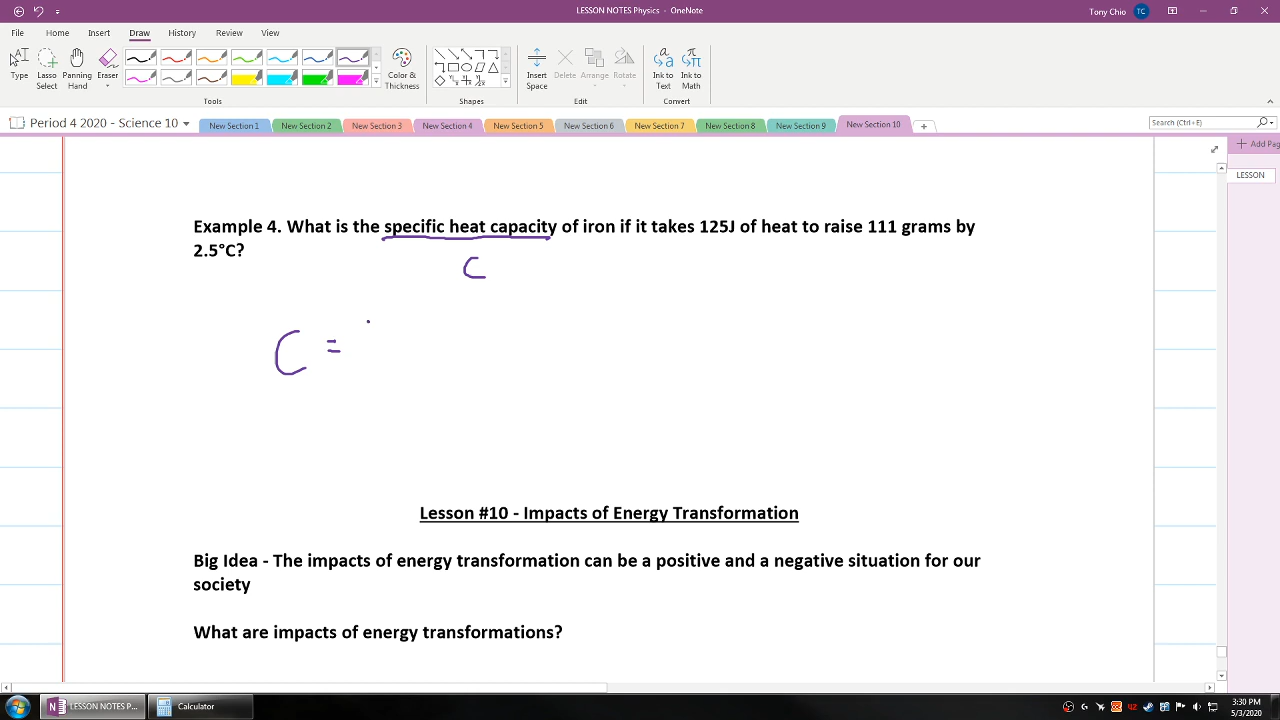 LESSON NOTES Physics - OneNote
Tony Chio TC
File Home Insert Draw History Review View
Type Lasso Select Panning Hand Eraser Color & Thickness Insert Space Delete Arrange Rotate Ink to Text Ink to Math
Tools Shapes Edit Convert
Period 4 2020 - Science 10 New Section 1 New Section 2 New Section 3 New Section 4 New Section 5 New Section 6 New Section 7 New Section 8 New Section 9 New Section 10 Search (Ctrl+E)
Add Pag
LESSON
Example 4. What is the specific heat capacity of iron if it takes 125J of heat to raise 111 grams by
2.5°C?
C
C =
Lesson #10 - Impacts of Energy Transformation
Big Idea - The impacts of energy transformation can be a positive and a negative situation for our
society
What are impacts of energy transformations?
LESSON NOTES P... Calculator
3:30 PM
5/3/2020